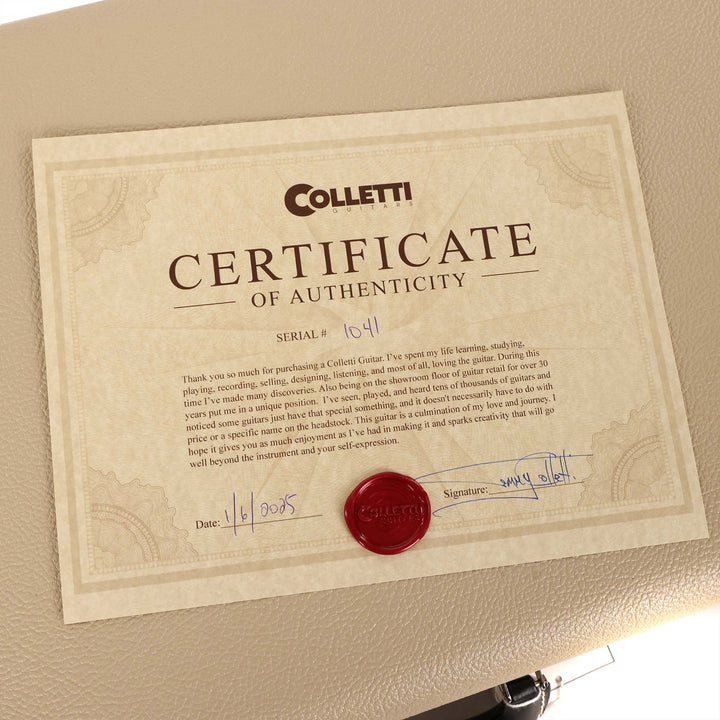 COLLETTI
GUITARS
CERTIFICATE
OF AUTHENTICITY
SERIAL # 1041
Thank you so much for purchasing a Colletti Guitar. I've spent my life learning, studying,
playing, recording, selling, designing, listening, and most of all, loving the guitar. During this
time I've made many discoveries. Also being on the showroom floor of guitar retail for over 30
years put me in a unique position. I've seen, played, and heard tens of thousands of guitars and
noticed some guitars just have that special something, and it doesn't necessarily have to do with
price or a specific name on the headstock. This guitar is a culmination of my love and journey. I
hope it gives you as much enjoyment as I've had in making it and sparks creativity that will go
well beyond the instrument and your self-expression.
Date: 1/6/2025
COLLETTI
GUITARS
Signature: